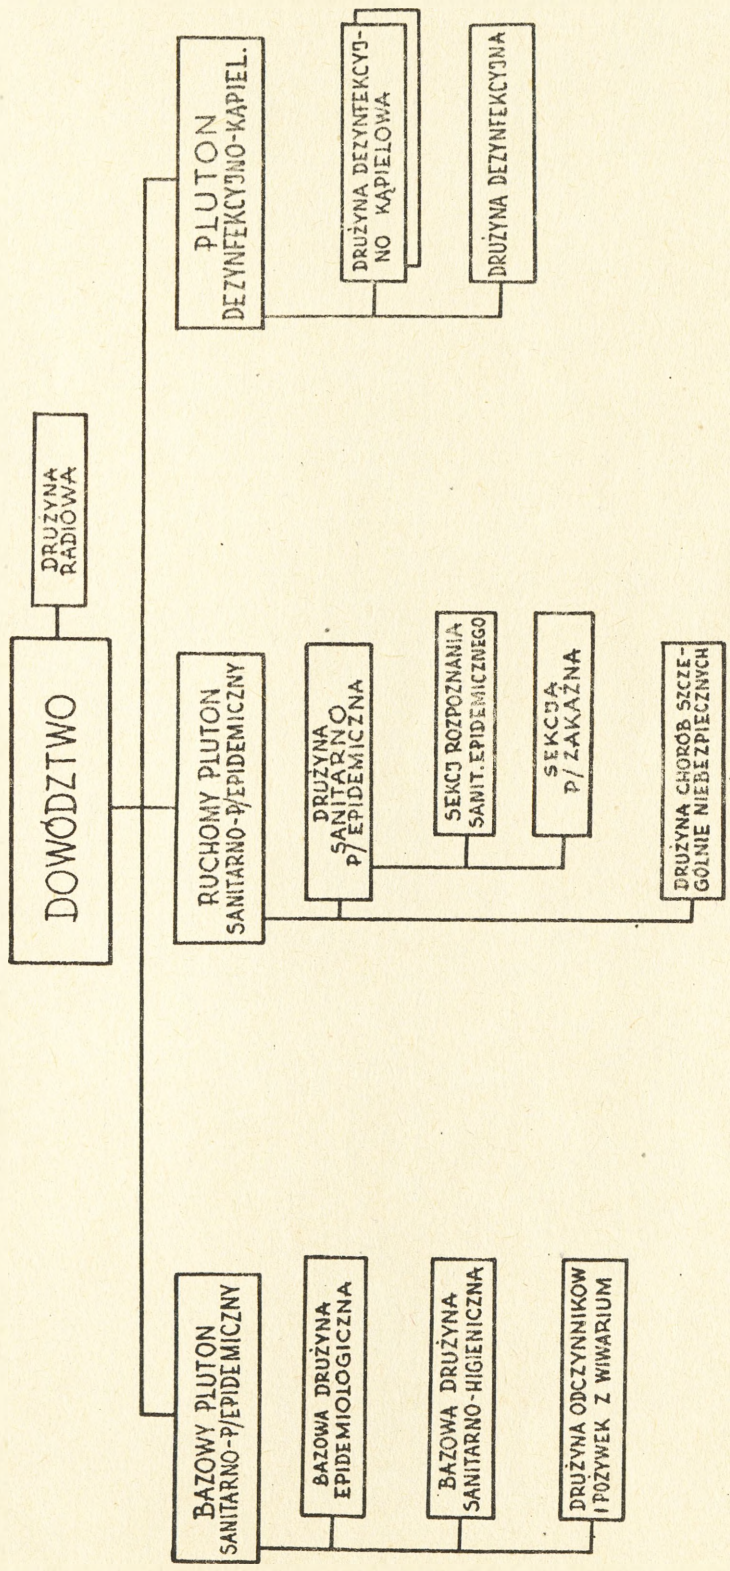 DOWÓDZTWO
DRUŻYNA
RADIOWA
BAZOWY PLUTON
SANITARNO-P/EPIDEMICZNY
BAZOWA DRUŻYNA
EPIDEMIOLOGICZNA
BAZOWA DRUŻYNA
SANITARNO-HIGIENICZNA
DRUŻYNA ODCZYNNIKÓW
I POŻYWEK Z WIWARIUM
RUCHOMY PLUTON
SANITARNO-P/EPIDEMICZNY
DRUŻYNA
SANITARNO
P/EPIDEMICZNA
SEKCJ ROZPOZNANIA
SANIT. EPIDEMICZNEGO
SEKCJA
P/ZAKAŹNA
DRUŻYNA CHORÓB SZCZE-
GÓLNIE NIEBEZPIECZNYCH
PLUTON
DEZYNFEKCYJNO-KĄPIEL.
DRUŻYNA DEZYNFEKCYJ-
NO KĄPIELOWA
DRUŻYNA DEZYNFEKCYJNA